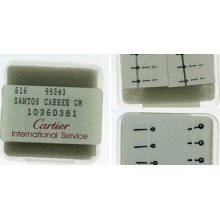 616 99343
SANTOS CARREE GM
10360381
Cartier
International Service